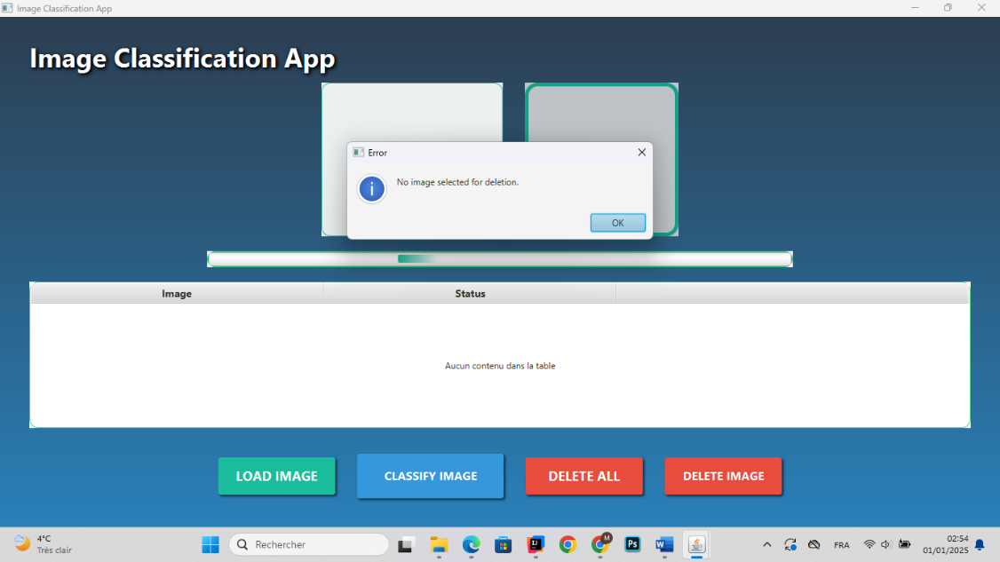 Image Classification App
Image Classification App
Error
No image selected for deletion.
OK
Image Status
Aucun contenu dans la table
LOAD IMAGE CLASSIFY IMAGE DELETE ALL DELETE IMAGE
4°C
Très clair
Rechercher
M
IJ
Ps
W
FRA
02:54
01/01/2025